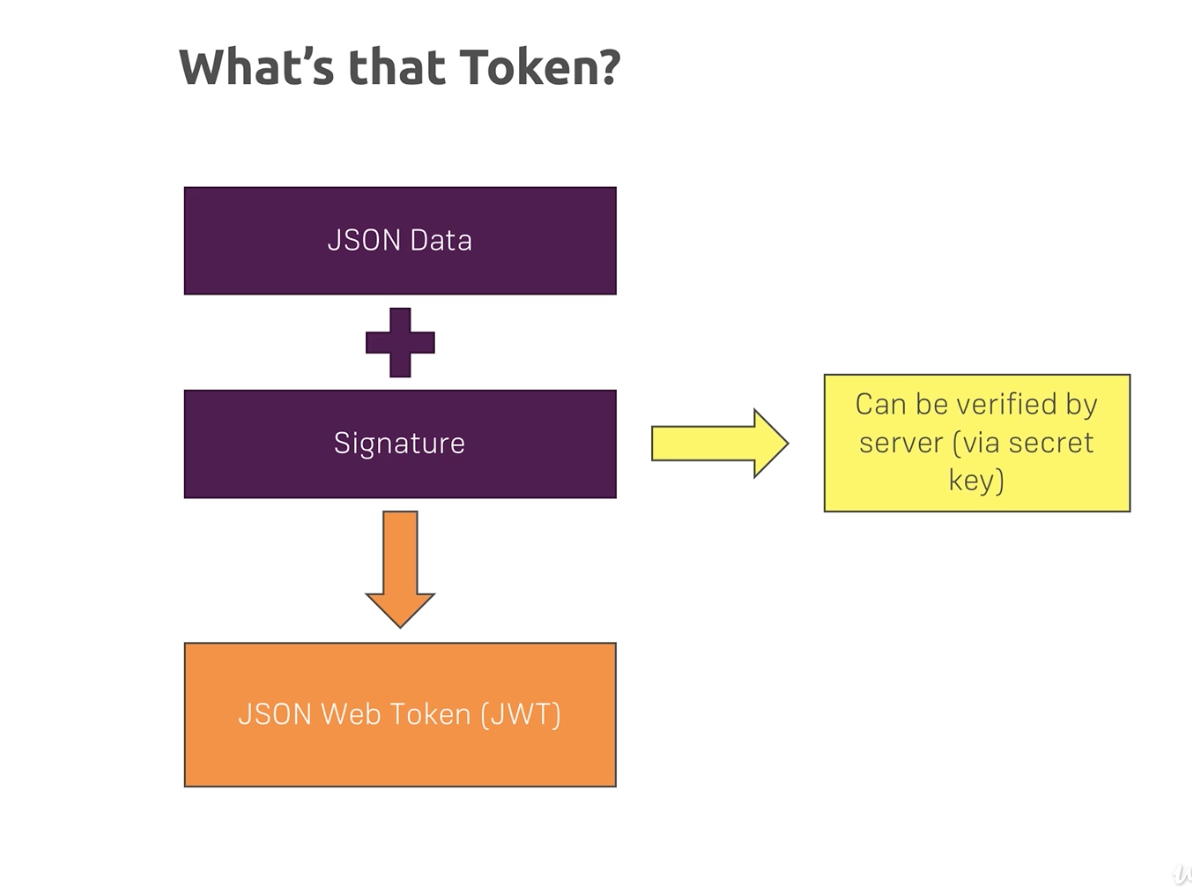 What's that Token?
JSON Data
Signature
Can be verified by
server (via secret
key)
JSON Web Token (JWT)